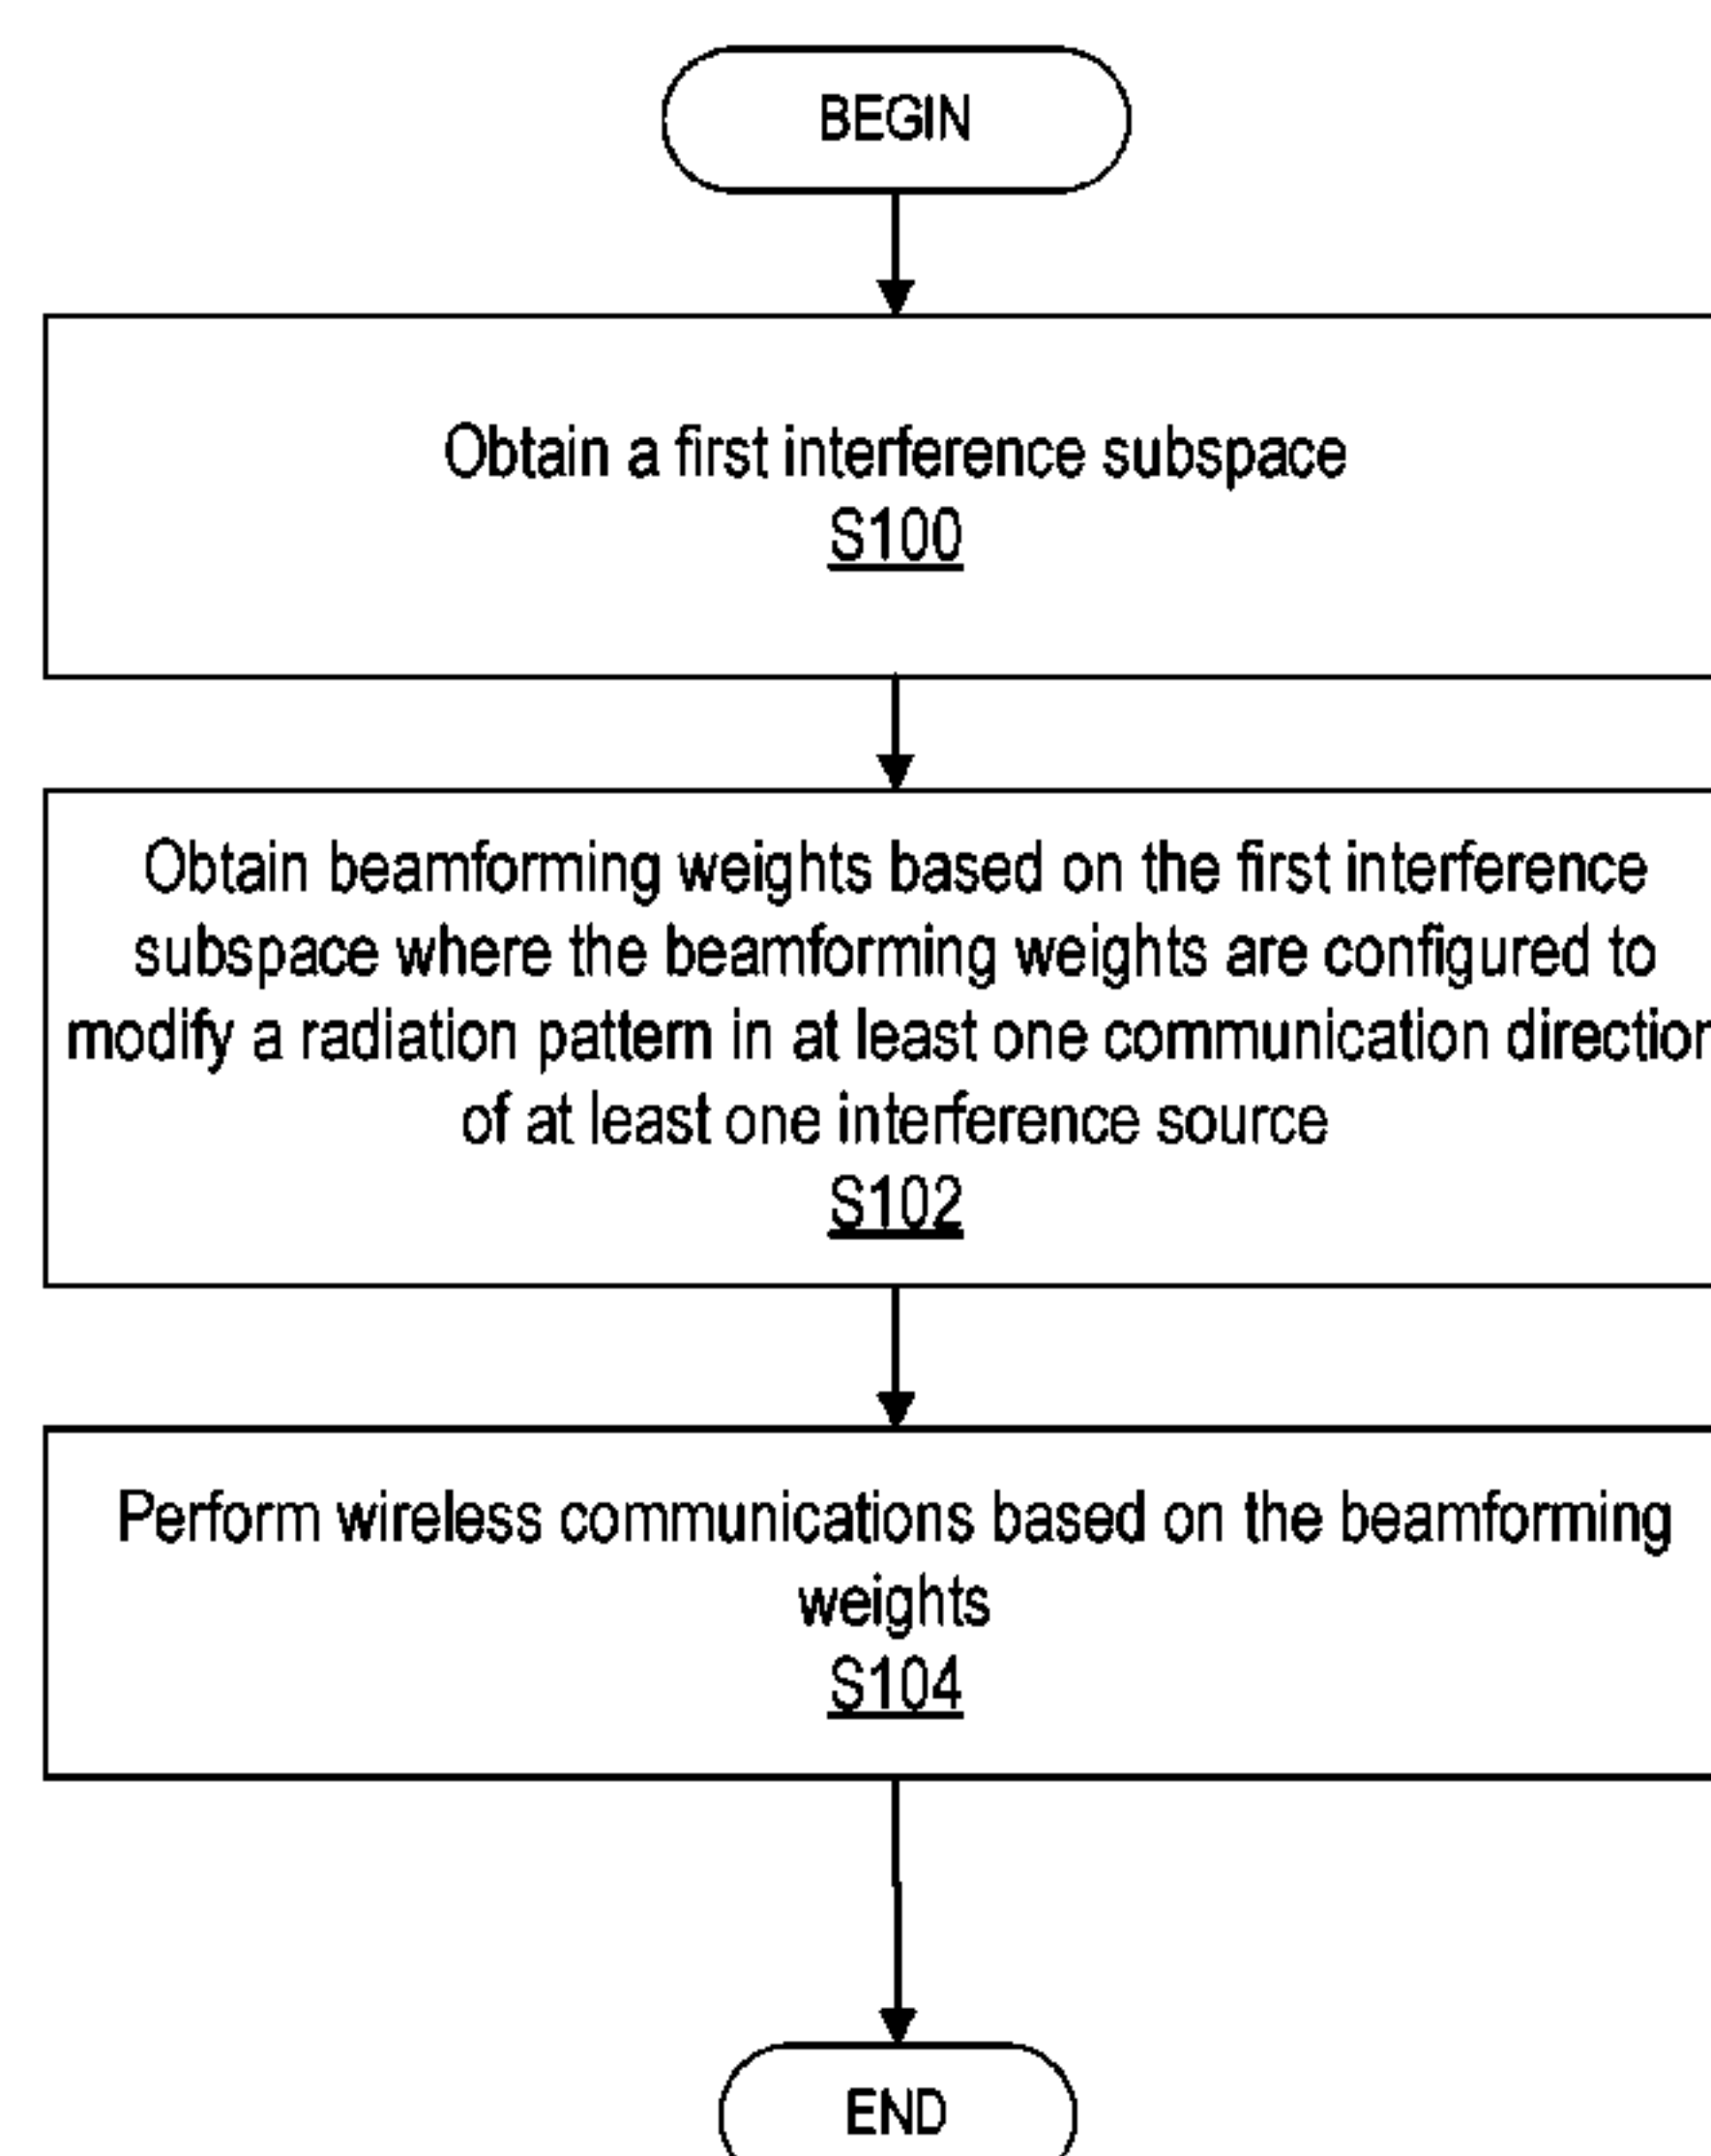 BEGIN
Obtain a first interference subspace
S100
Obtain beamforming weights based on the first interference
subspace where the beamforming weights are configured to
modify a radiation pattern in at least one communication direction
of at least one interference source
S102
Perform wireless communications based on the beamforming
weights
S104
END